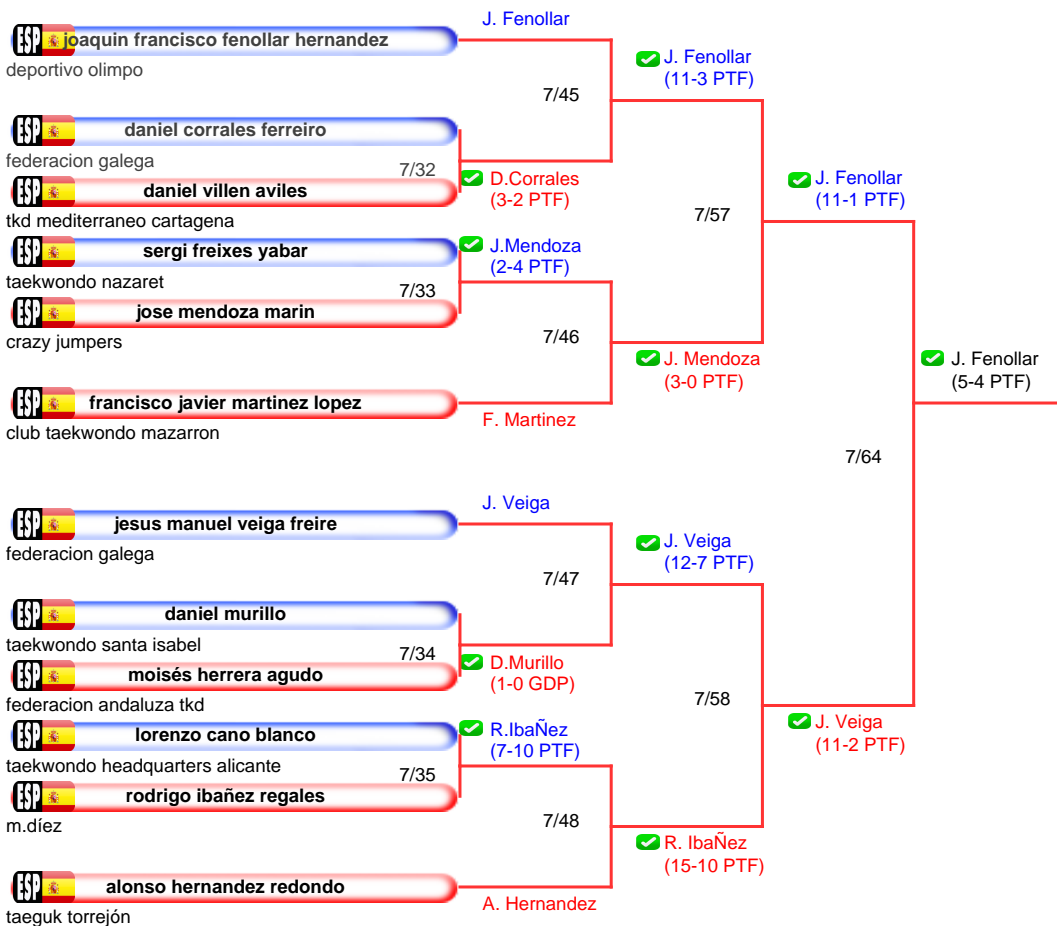 J. Fenollar
ESP joaquin francisco fenollar hernandez
deportivo olimpo
J. Fenollar
(11-3 PTF)
7/45
ESP daniel corrales ferreiro
federacion galega
7/32
ESP daniel villen aviles
tkd mediterraneo cartagena
D.Corrales
(3-2 PTF)
J. Fenollar
(11-1 PTF)
7/57
ESP sergi freixes yabar
taekwondo nazaret
J.Mendoza
(2-4 PTF)
7/33
ESP jose mendoza marin
crazy jumpers
7/46
J. Mendoza
(3-0 PTF)
J. Fenollar
(5-4 PTF)
ESP francisco javier martinez lopez
club taekwondo mazarron
F. Martinez
7/64
J. Veiga
ESP jesus manuel veiga freire
federacion galega
J. Veiga
(12-7 PTF)
7/47
ESP daniel murillo
taekwondo santa isabel
7/34
ESP moisés herrera agudo
federacion andaluza tkd
D.Murillo
(1-0 GDP)
7/58
J. Veiga
(11-2 PTF)
ESP lorenzo cano blanco
taekwondo headquarters alicante
R.IbaÑez
(7-10 PTF)
7/35
ESP rodrigo ibañez regales
m.díez
7/48
R. IbaÑez
(15-10 PTF)
ESP alonso hernandez redondo
taeguk torrejón
A. Hernandez